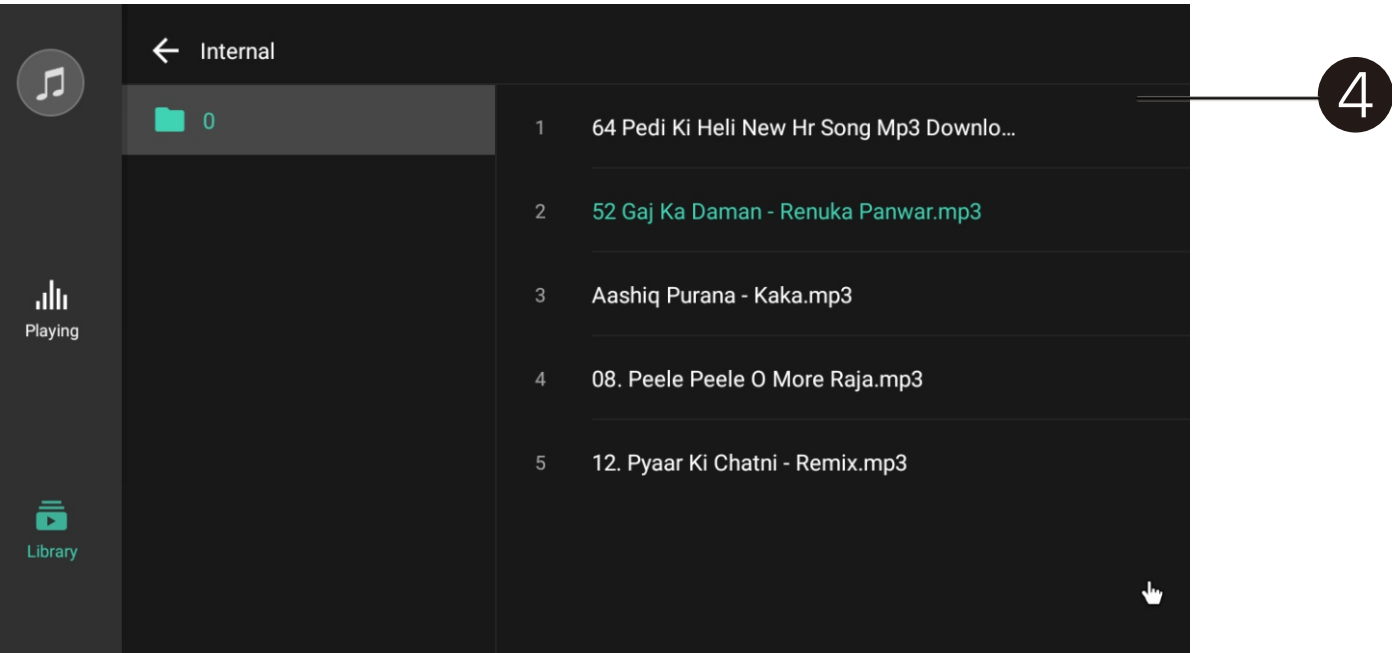 Internal
0
1 64 Pedi Ki Heli New Hr Song Mp3 Downlo...
2 52 Gaj Ka Daman - Renuka Panwar.mp3
3 Aashiq Purana - Kaka.mp3
4 08. Peele Peele O More Raja.mp3
5 12. Pyaar Ki Chatni - Remix.mp3
Playing
Library
4